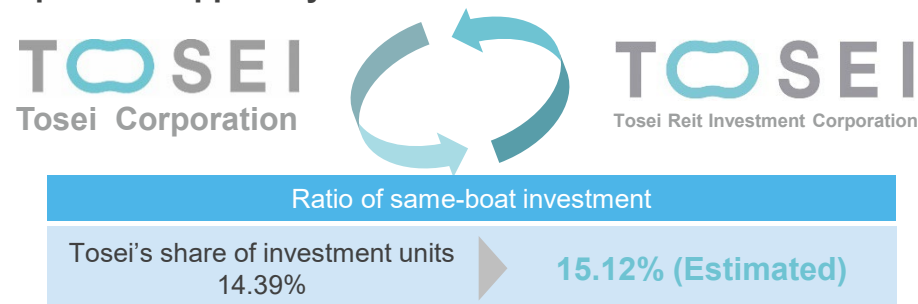 TOSEI
Tosei Corporation
TOSEI
Tosei Reit Investment Corporation
Ratio of same-boat investment
Tosei’s share of investment units
14.39%
15.12% (Estimated)